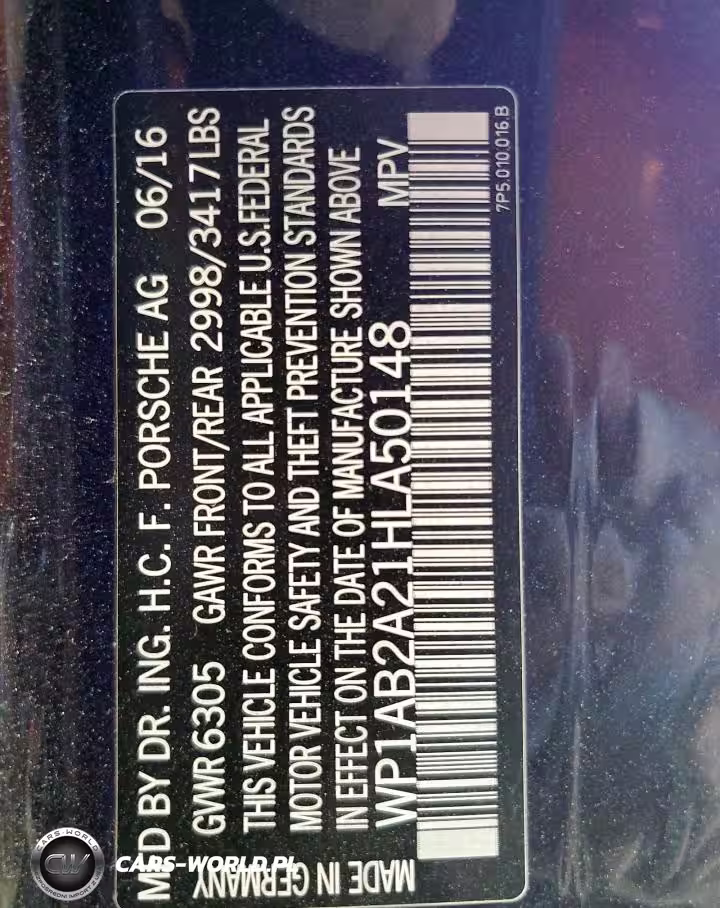 MFD BY DR. ING. H.C. F. PORSCHE AG 06/16
GVWR 6305 GAWR FRONT/REAR 2998/3417LBS
THIS VEHICLE CONFORMS TO ALL APPLICABLE U.S.FEDERAL
MOTOR VEHICLE SAFETY AND THEFT PREVENTION STANDARDS
IN EFFECT ON THE DATE OF MANUFACTURE SHOWN ABOVE
WP1AB2A21HLA50148 MPV
MADE IN GERMANY
7P5.010.016.B
CARS-WORLD
CW
CARS-WORLD.PL